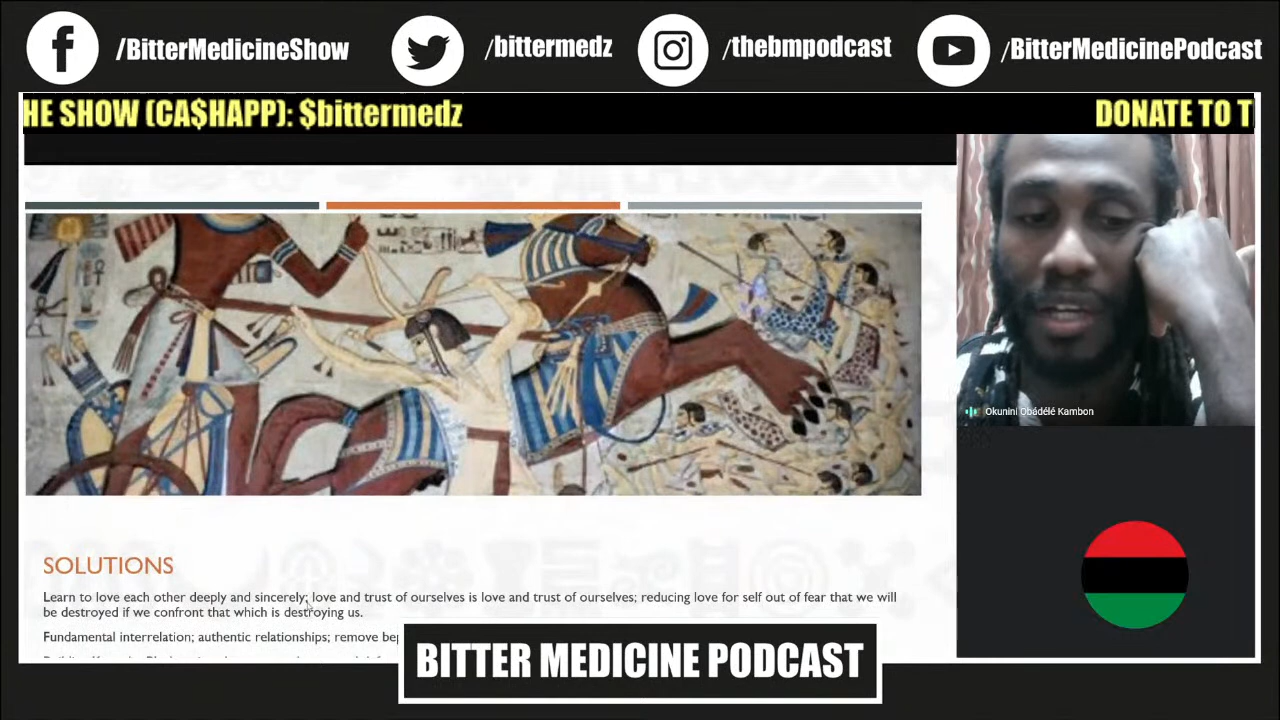 /BitterMedicineShow
/bittermedz
/thebmpodcast
/BitterMedicinePodcast
HE SHOW (CA$HAPP): $bittermedz
DONATE TO T
Okunini Ọbádélé Kambon
SOLUTIONS
Learn to love each other deeply and sincerely; love and trust of ourselves is love and trust of ourselves; reducing love for self out of fear that we will
be destroyed if we confront that which is destroying us.
Fundamental interrelation; authentic relationships; remove
BITTER MEDICINE PODCAST